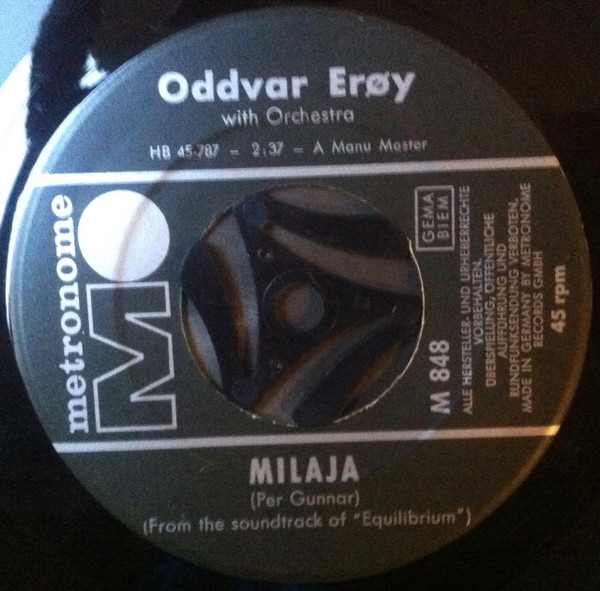 Oddvar Erøy
with Orchestra
HB 45-787 – 2:37 – A Manu Master
metronome
M
GEMA
BIEM
M 848
ALLE HERSTELLER- UND URHEBERRECHTE
VORBEHALTEN.
ÜBERSPIELUNG, ÖFFENTLICHE
AUFFÜHRUNG UND
RUNDFUNKSENDUNG VERBOTEN.
MADE IN GERMANY BY METRONOME
RECORDS GMBH
45 rpm
MILAJA
(Per Gunnar)
(From the soundtrack of "Equilibrium")